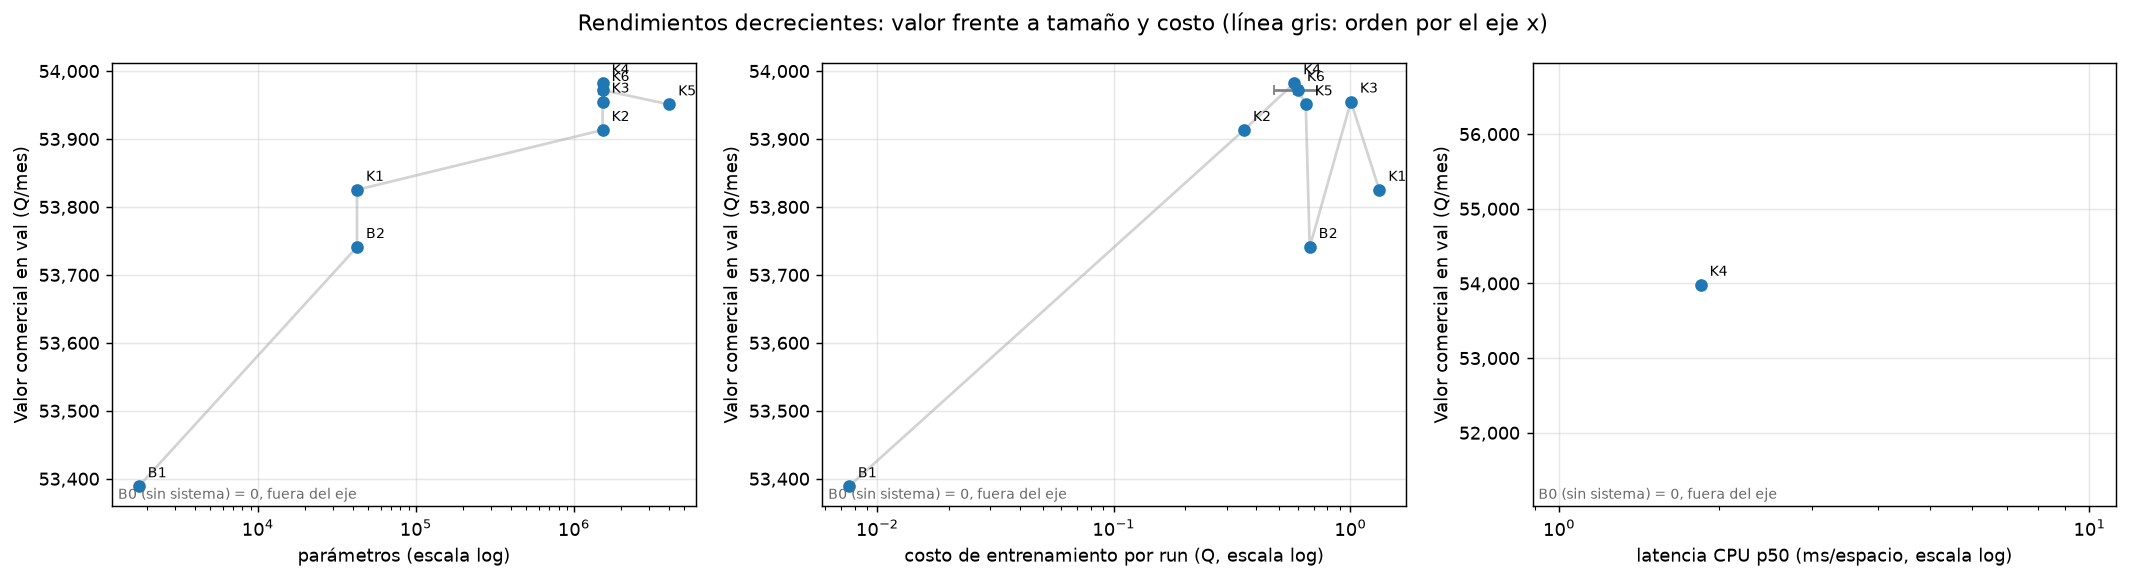 Rendimientos decrecientes: valor frente a tamaño y costo (línea gris: orden por el eje x)
Valor comercial en val (Q/mes)
54,000
53,900
53,800
53,700
53,600
53,500
53,400
K4
K6
K3
K5
K2
K1
B2
B1
B0 (sin sistema) = 0, fuera del eje
10⁴
10⁵
10⁶
parámetros (escala log)
Valor comercial en val (Q/mes)
54,000
53,900
53,800
53,700
53,600
53,500
53,400
K4
K6
K5
K3
K2
K1
B2
B1
B0 (sin sistema) = 0, fuera del eje
10⁻²
10⁻¹
10⁰
costo de entrenamiento por run (Q, escala log)
Valor comercial en val (Q/mes)
56,000
55,000
54,000
53,000
52,000
K4
B0 (sin sistema) = 0, fuera del eje
10⁰
10¹
latencia CPU p50 (ms/espacio, escala log)